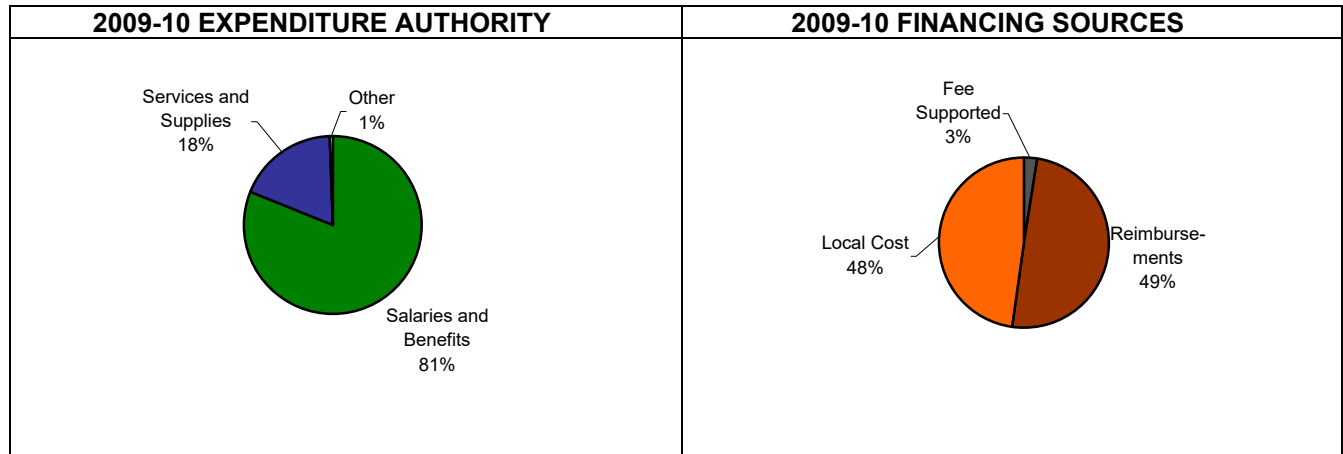 2009-10 EXPENDITURE AUTHORITY
Services and
Supplies
18%
Other
1%
Salaries and
Benefits
81%
2009-10 FINANCING SOURCES
Fee
Supported
3%
Local Cost
48%
Reimburse-
ments
49%